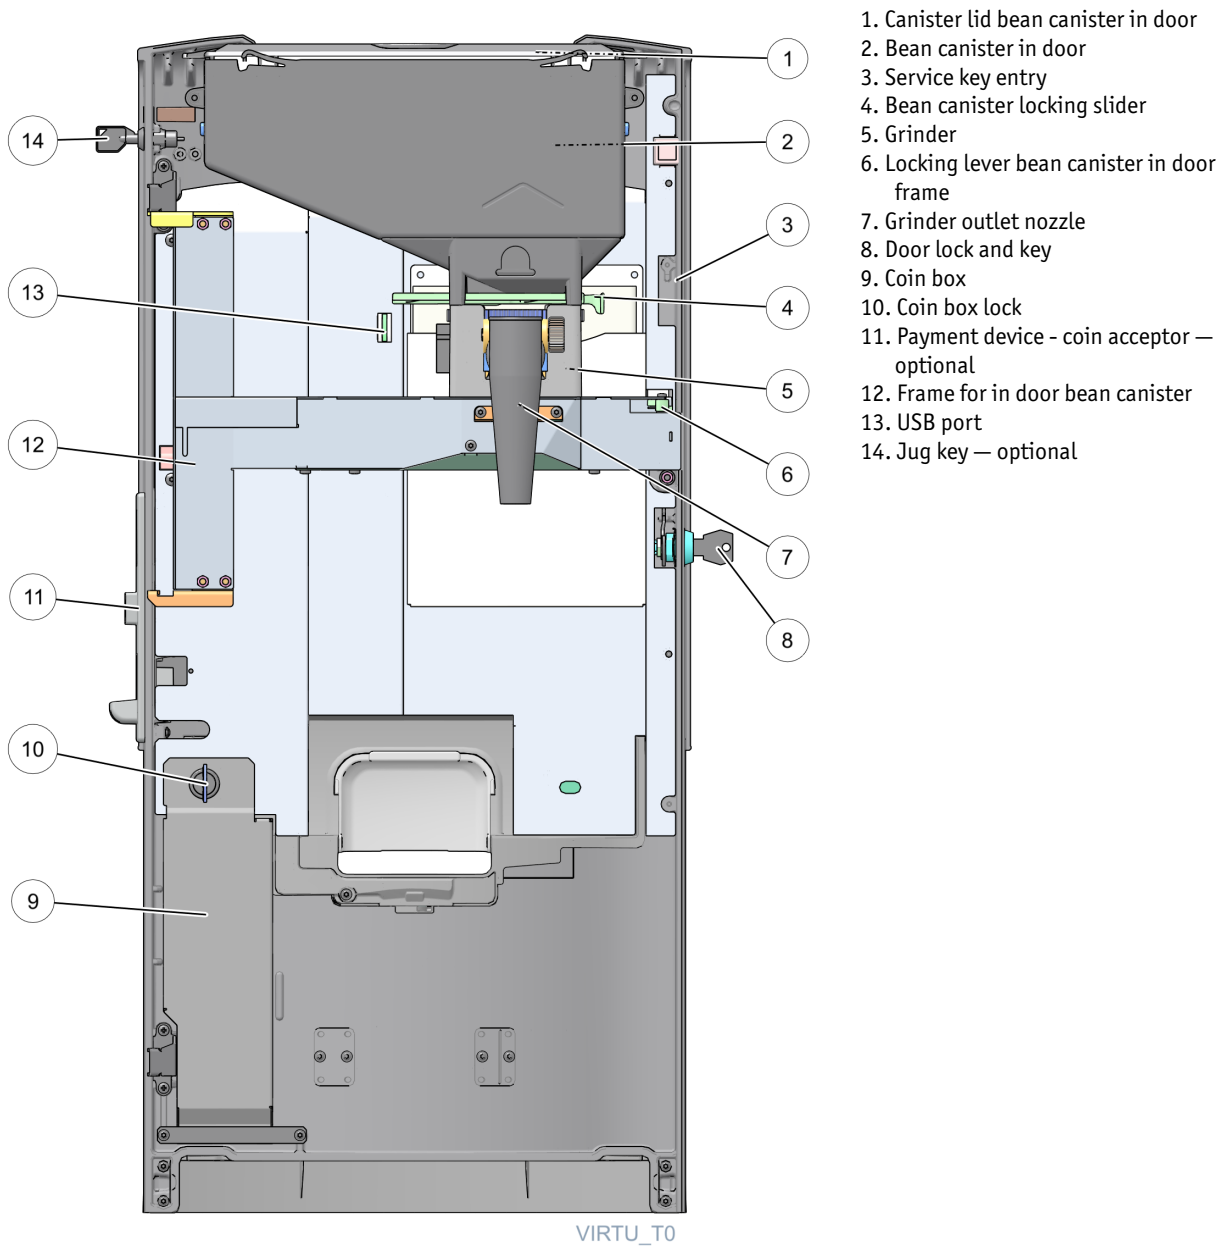 1. Canister lid bean canister in door
2. Bean canister in door
3. Service key entry
4. Bean canister locking slider
5. Grinder
6. Locking lever bean canister in door
frame
7. Grinder outlet nozzle
8. Door lock and key
9. Coin box
10. Coin box lock
11. Payment device - coin acceptor —
optional
12. Frame for in door bean canister
13. USB port
14. Jug key — optional
1
14
2
3
13
4
5
12
6
7
11
8
10
9
VIRTU_T0